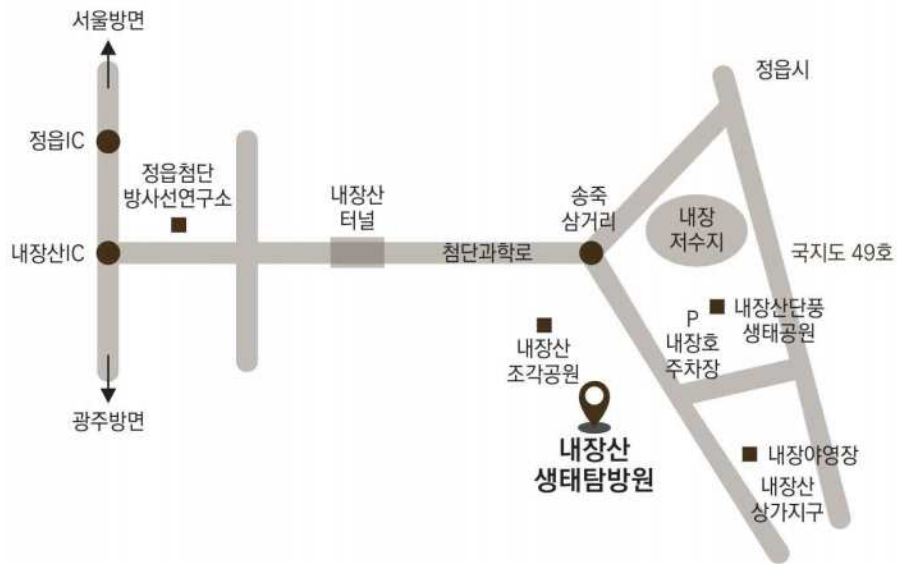 서울방면
정읍시
정읍IC
정읍첨단
방사선연구소
내장산
터널
송죽
삼거리
내장
저수지
내장산IC
첨단과학로
국지도 49호
내장산단풍
생태공원
P
내장호
주차장
내장산
조각공원
광주방면
내장산
생태탐방원
내장야영장
내장산
상가지구